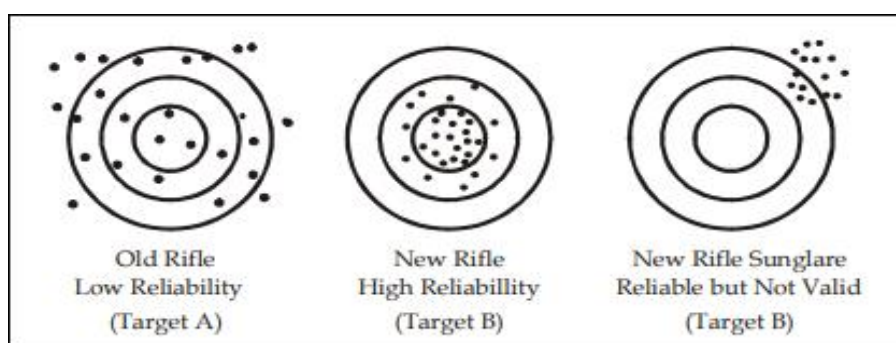 Old Rifle
Low Reliability
(Target A)
New Rifle
High Reliabillity
(Target B)
New Rifle Sunglare
Reliable but Not Valid
(Target B)